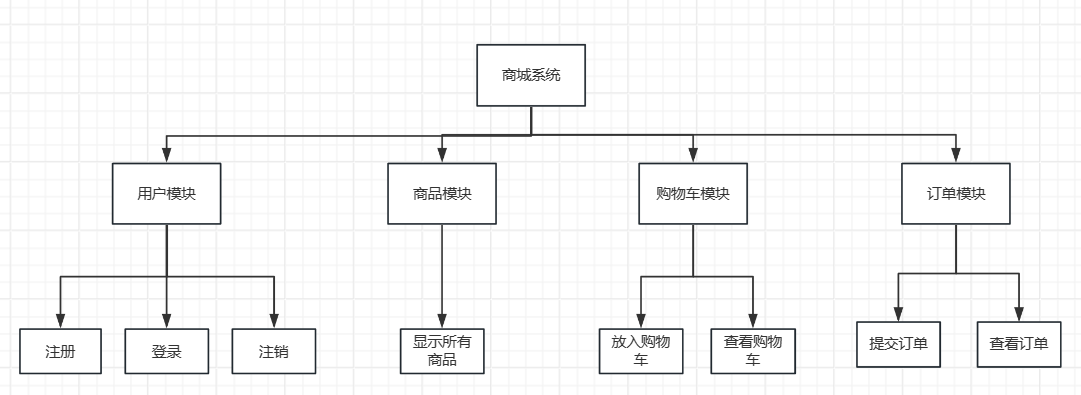 商城系统
用户模块
商品模块
购物车模块
订单模块
注册
登录
注销
显示所有
商品
放入购物
车
查看购物
车
提交订单
查看订单